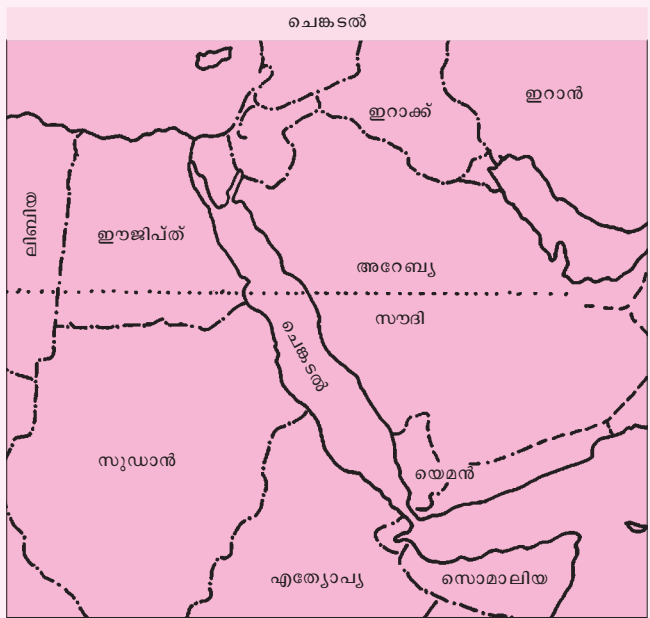 ചെങ്കടൽ
ഇറാൻ
ഇറാക്ക്
ലിബിയ
ഈജിപ്ത്
അറേബ്യ
സൗദി
ചെങ്കടൽ
സുഡാൻ
യെമൻ
എത്യോപ്യ
സൊമാലിയ